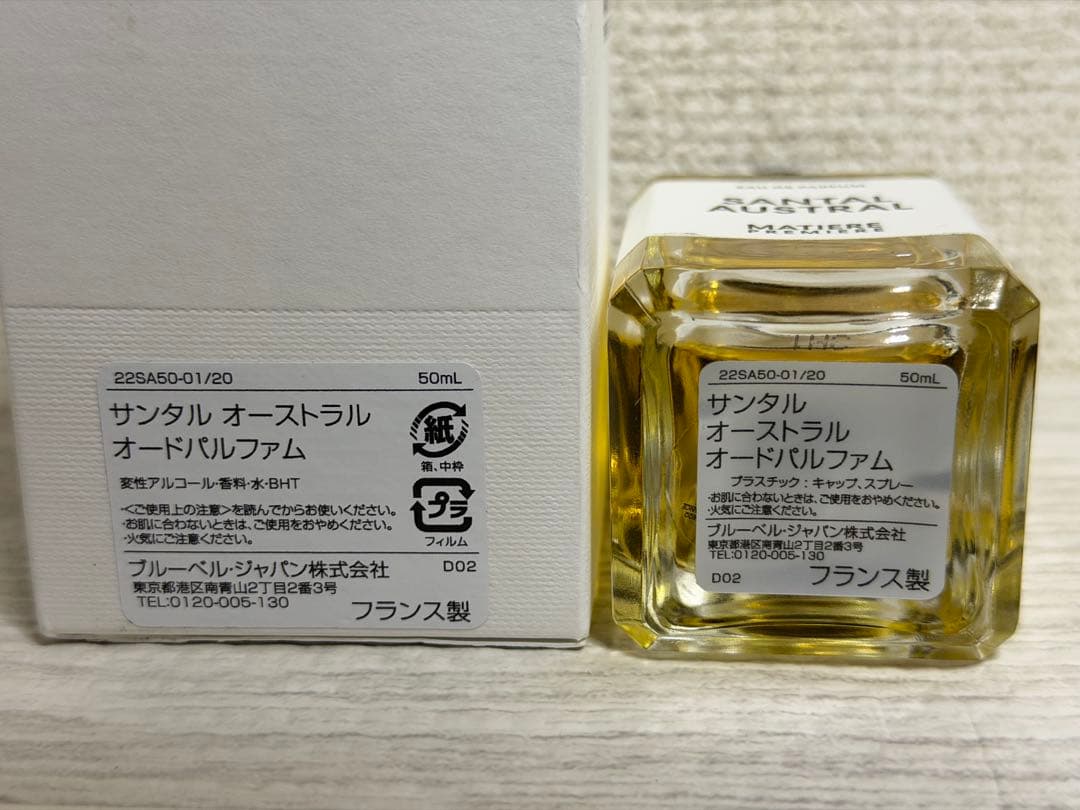 22SA50-01/20 50mL
サンタル オーストラル
オードパルファム
紙
箱、中枠
変性アルコール・香料・水・BHT
プラ
フィルム
<ご使用上の注意>を読んでからお使いください。
・お肌に合わないときは、ご使用をおやめください。
・火気にご注意ください。
ブルーベル・ジャパン株式会社 D02
東京都港区南青山2丁目2番3号
TEL:0120-005-130
フランス製
EAU DE PARFUM
SANTAL
AUSTRAL
MATIERE
PREMIERE
22SA50-01/20 50mL
サンタル
オーストラル
オードパルファム
プラスチック:キャップ、スプレー
・お肌に合わないときは、ご使用をおやめください。
・火気にご注意ください。
ブルーベル・ジャパン株式会社
東京都港区南青山2丁目2番3号
TEL:0120-005-130
D02 フランス製